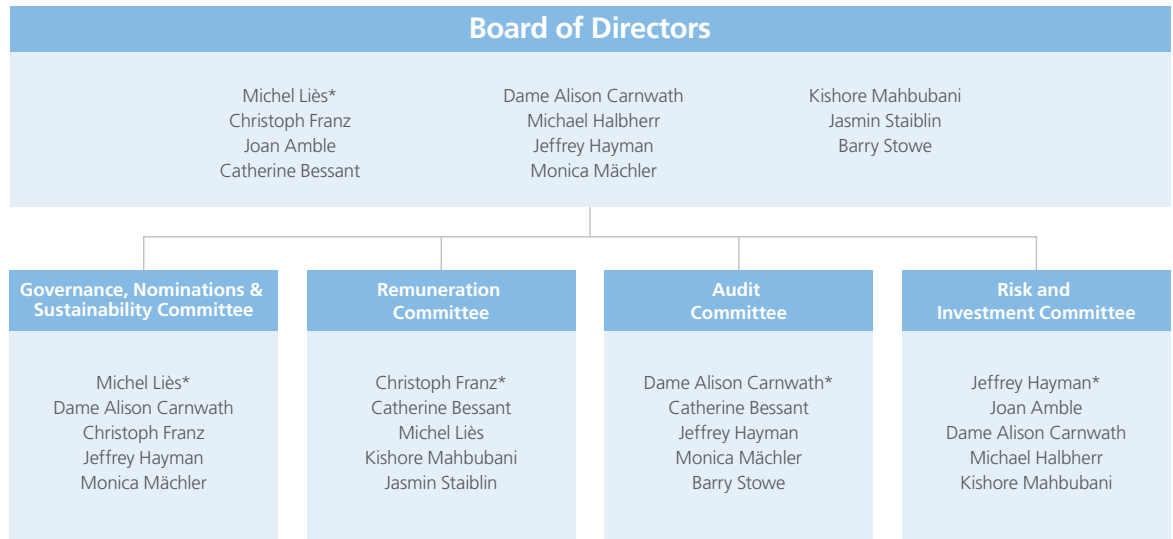 Board of Directors
Michel Liès*
Christoph Franz
Joan Amble
Catherine Bessant
Dame Alison Carnwath
Michael Halbherr
Jeffrey Hayman
Monica Mächler
Kishore Mahbubani
Jasmin Staiblin
Barry Stowe
Governance, Nominations &
Sustainability Committee
Michel Liès*
Dame Alison Carnwath
Christoph Franz
Jeffrey Hayman
Monica Mächler
Remuneration
Committee
Christoph Franz*
Catherine Bessant
Michel Liès
Kishore Mahbubani
Jasmin Staiblin
Audit
Committee
Dame Alison Carnwath*
Catherine Bessant
Jeffrey Hayman
Monica Mächler
Barry Stowe
Risk and
Investment Committee
Jeffrey Hayman*
Joan Amble
Dame Alison Carnwath
Michael Halbherr
Kishore Mahbubani